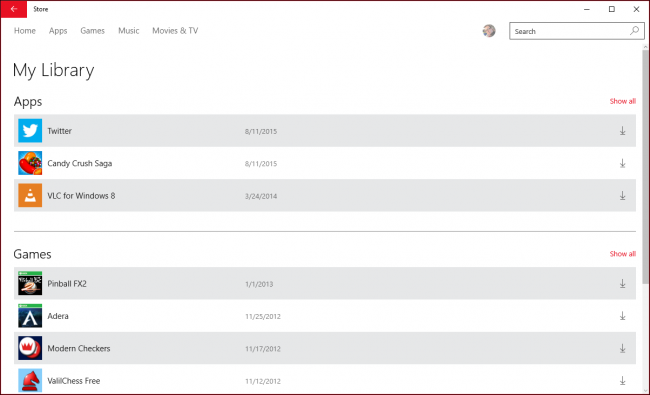 Store
Home Apps Games Music Movies & TV Search
My Library
Apps Show all
Twitter 8/11/2015
Candy Crush Saga 8/11/2015
VLC for Windows 8 3/24/2014
Games Show all
Pinball FX2 1/1/2013
Adera 11/25/2012
Modern Checkers 11/17/2012
ValilChess Free 11/12/2012